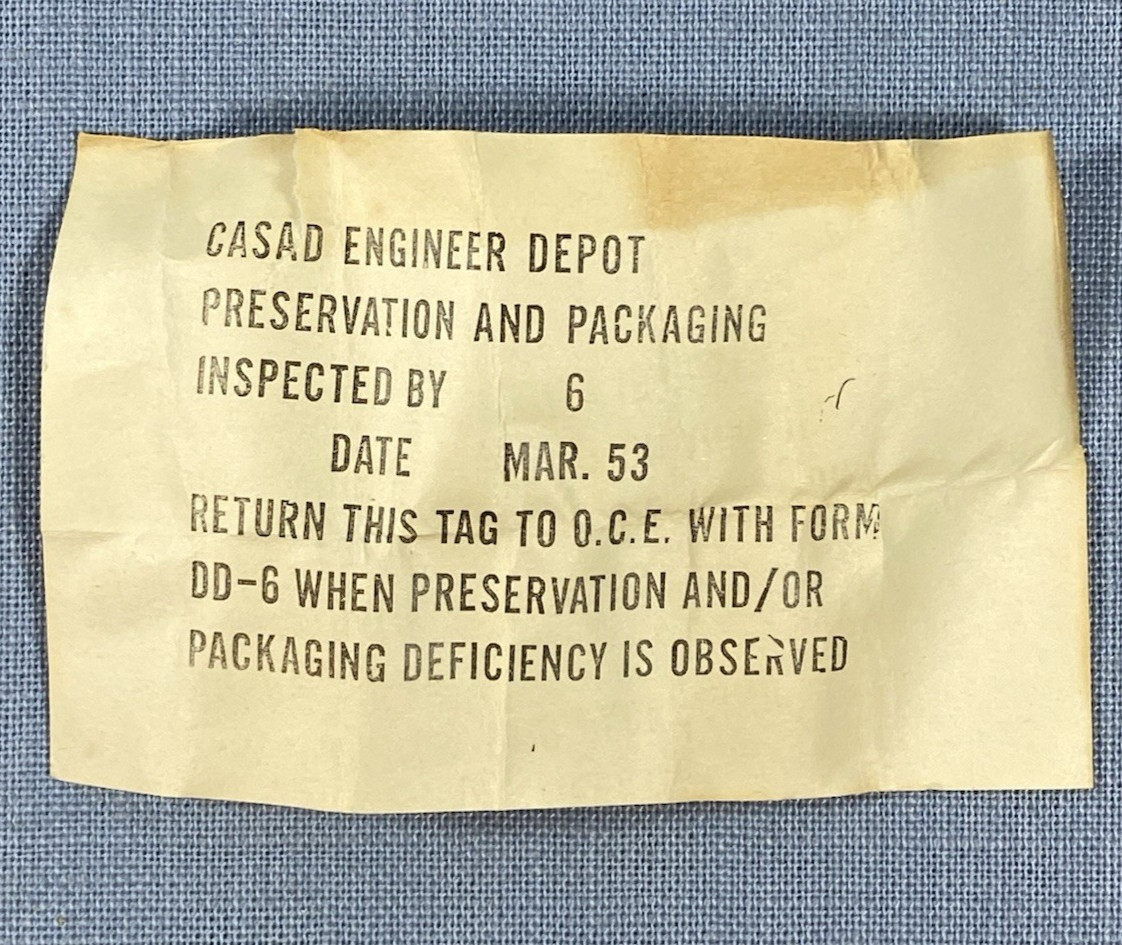 CASAD ENGINEER DEPOT
PRESERVATION AND PACKAGING
INSPECTED BY 6
DATE MAR. 53
RETURN THIS TAG TO O.C.E. WITH FORM
DD-6 WHEN PRESERVATION AND/OR
PACKAGING DEFICIENCY IS OBSERVED